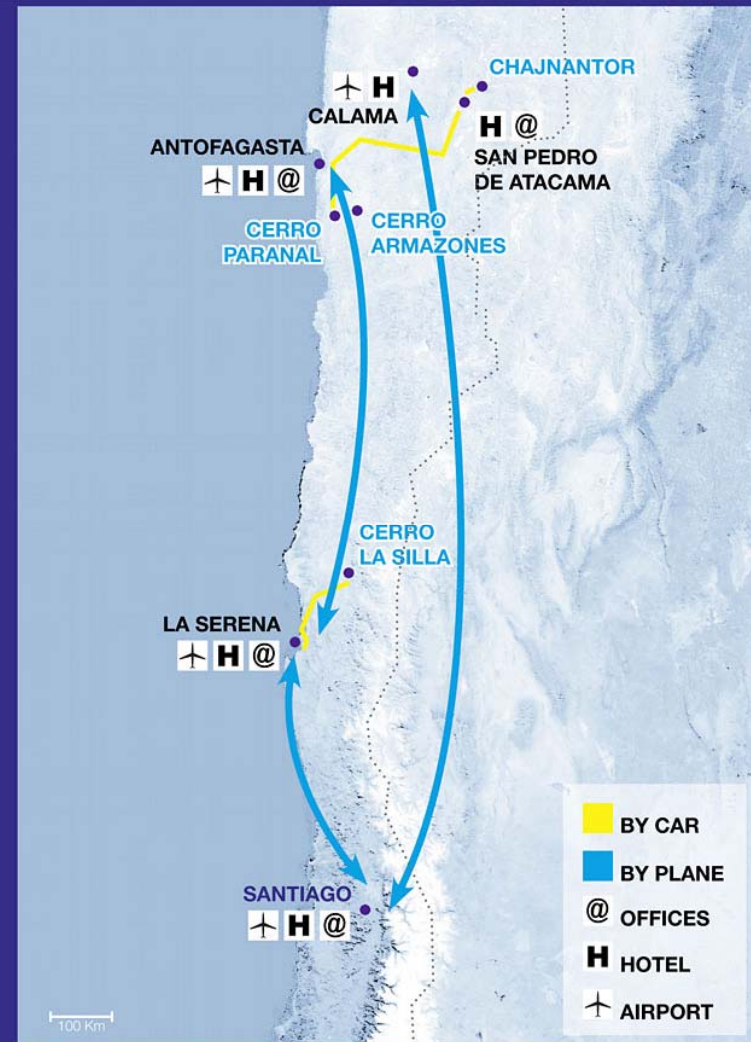 CHAJNANTOR
H
CALAMA
H @
SAN PEDRO
DE ATACAMA
ANTOFAGASTA
H @
CERRO
PARANAL
CERRO
ARMAZONES
CERRO
LA SILLA
LA SERENA
H @
SANTIAGO
H @
BY CAR
BY PLANE
@ OFFICES
H HOTEL
AIRPORT
100 Km